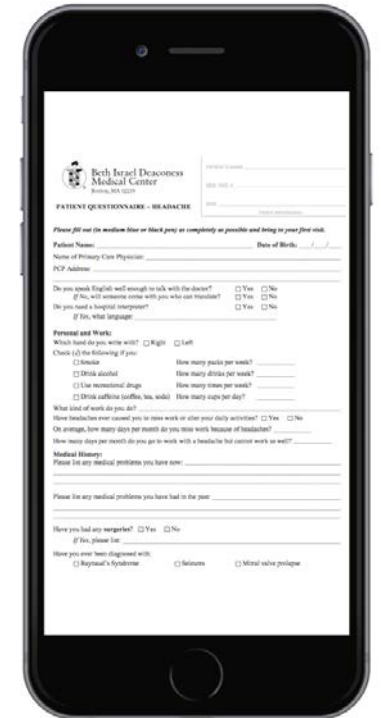 Beth Israel Deaconess
Medical Center
Boston, MA 02215
PATIENT QUESTIONNAIRE – HEADACHE
Please fill out (in medium blue or black pen) as completely as possible and bring to your first visit.
Patient Name: Date of Birth: / /
Name of Primary Care Physician:
PCP Address:
Do you speak English well enough to talk with the doctor? ☐ Yes ☐ No
If No, will someone come with you who can translate? ☐ Yes ☐ No
Do you need a hospital interpreter? ☐ Yes ☐ No
If Yes, what language:
Personal and Work:
Which hand do you write with? ☐ Right ☐ Left
Check (√) the following if you:
☐ Smoke How many packs per week?
☐ Drink alcohol How many drinks per week?
☐ Use recreational drugs How many times per week?
☐ Drink caffeine (coffee, tea, soda) How many cups per day?
What kind of work do you do?
Have headaches ever caused you to miss work or alter your daily activities? ☐ Yes ☐ No
On average, how many days per month do you miss work because of headaches?
How many days per month do you go to work with a headache but cannot work as well?
Medical History:
Please list any medical problems you have now:
Please list any medical problems you have had in the past:
Have you had any surgeries? ☐ Yes ☐ No
If Yes, please list:
Have you ever been diagnosed with:
☐ Raynaud's Syndrome ☐ Seizures ☐ Mitral valve prolapse